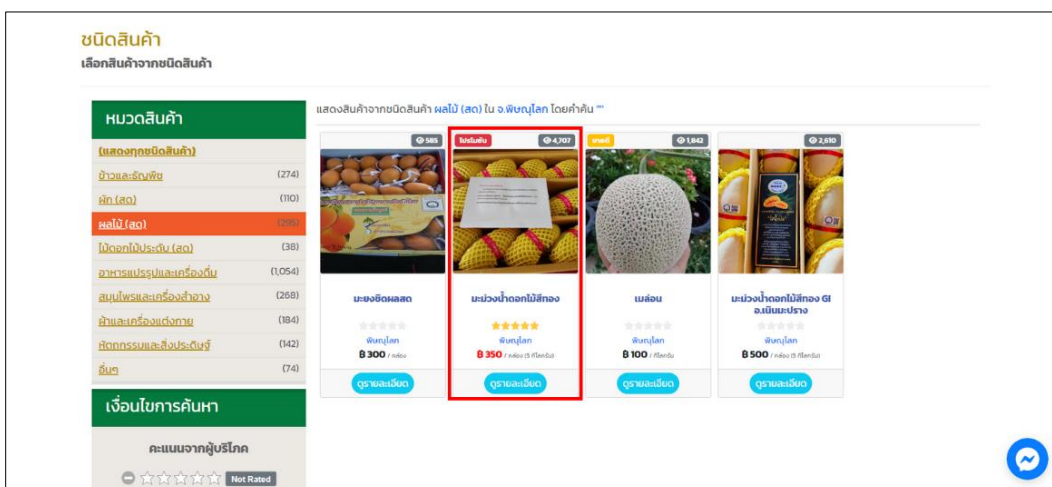 ชนิดสินค้า
เลือกสินค้าจากชนิดสินค้า
หมวดสินค้า
(แสดงทุกชนิดสินค้า)
ข้าวและธัญพืช (274)
ผัก (สด) (110)
ผลไม้ (สด) (295)
ไม้ดอกไม้ประดับ (สด) (38)
อาหารแปรรูปและเครื่องดื่ม (1,054)
สมุนไพรและเครื่องสำอาง (268)
ผ้าและเครื่องแต่งกาย (184)
หัตถกรรมและสิ่งประดิษฐ์ (142)
อื่นๆ (74)
เงื่อนไขการค้นหา
คะแนนจากผู้บริโภค
Not Rated
แสดงสินค้าจากชนิดสินค้า ผลไม้ (สด) ใน จ.พิษณุโลก โดยคำค้น ""
585
มะยงชิดผลสด
พิษณุโลก
฿ 300 / กล่อง
ดูรายละเอียด
โปรโมชั่น 4,707
มะม่วงน้ำดอกไม้สีทอง
พิษณุโลก
฿ 350 / กล่อง (5 กิโลกรัม)
ดูรายละเอียด
ขายดี 1,842
เมล่อน
พิษณุโลก
฿ 100 / กิโลกรัม
ดูรายละเอียด
2,610
มะม่วงน้ำดอกไม้สีทอง GI
อ.เนินมะปราง
พิษณุโลก
฿ 500 / กล่อง (5 กิโลกรัม)
ดูรายละเอียด